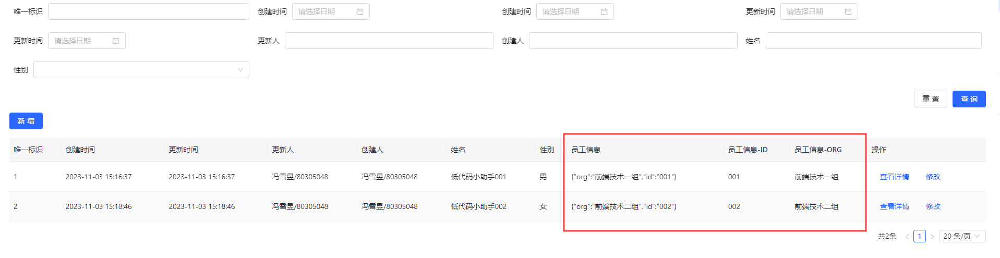 唯一标识 创建时间 请选择日期 创建时间 请选择日期 更新时间 请选择日期
更新时间 请选择日期 更新人 创建人 姓名
性别
重 置 查 询
新 增
唯一标识 创建时间 更新时间 更新人 创建人 姓名 性别 员工信息 员工信息-ID 员工信息-ORG 操作
1 2023-11-03 15:16:37 2023-11-03 15:16:37 冯雪昱/80305048 冯雪昱/80305048 低代码小助手001 男 {"org":"前端技术一组","id":"001"} 001 前端技术一组 查看详情 修改
2 2023-11-03 15:18:46 2023-11-03 15:18:46 冯雪昱/80305048 冯雪昱/80305048 低代码小助手002 女 {"org":"前端技术二组","id":"002"} 002 前端技术二组 查看详情 修改
共2条 < 1 > 20 条/页